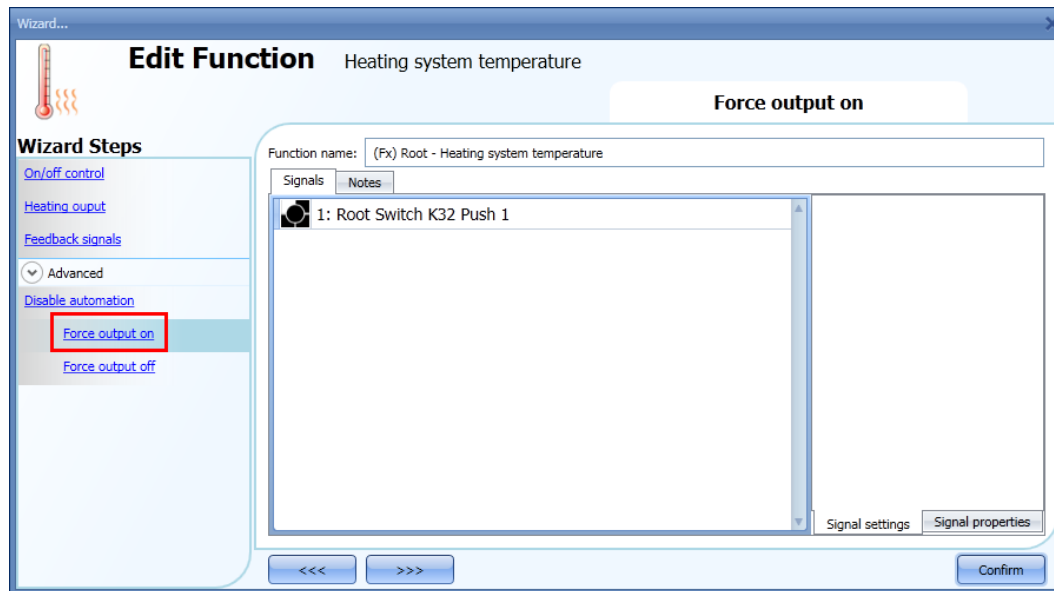 Wizard...
Edit Function Heating system temperature
Force output on
Wizard Steps
On/off control
Heating ouput
Feedback signals
Advanced
Disable automation
Force output on
Force output off
Function name: (Fx) Root - Heating system temperature
Signals Notes
1: Root Switch K32 Push 1
Signal settings Signal properties
<<< >>> Confirm